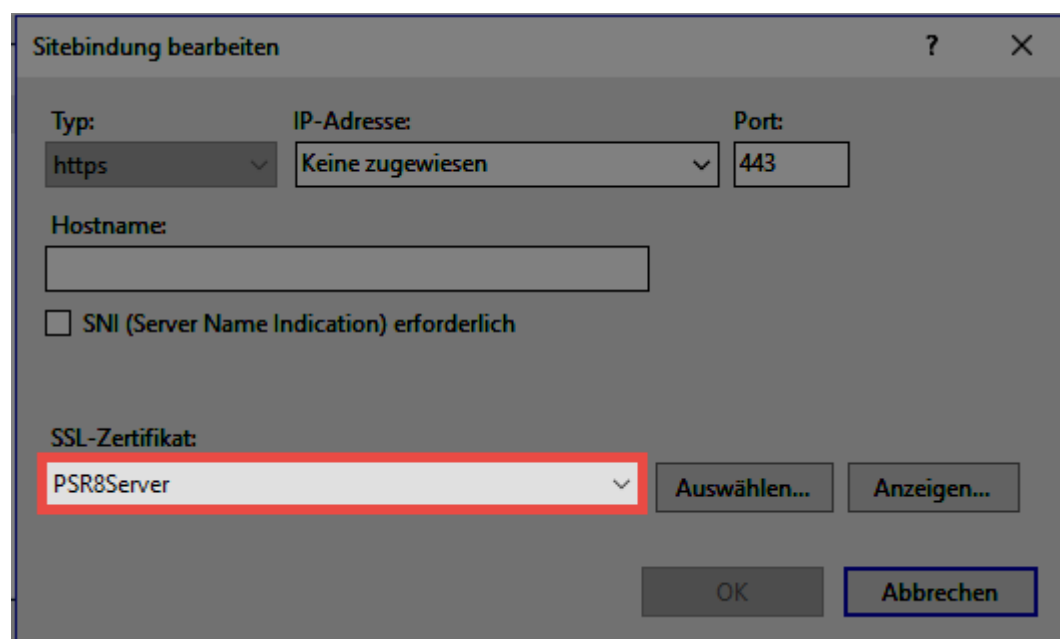 Sitebindung bearbeiten ?
Typ: IP-Adresse: Port:
https Keine zugewiesen 443
Hostname:
SNI (Server Name Indication) erforderlich
SSL-Zertifikat:
PSR8Server Auswählen... Anzeigen...
OK Abbrechen